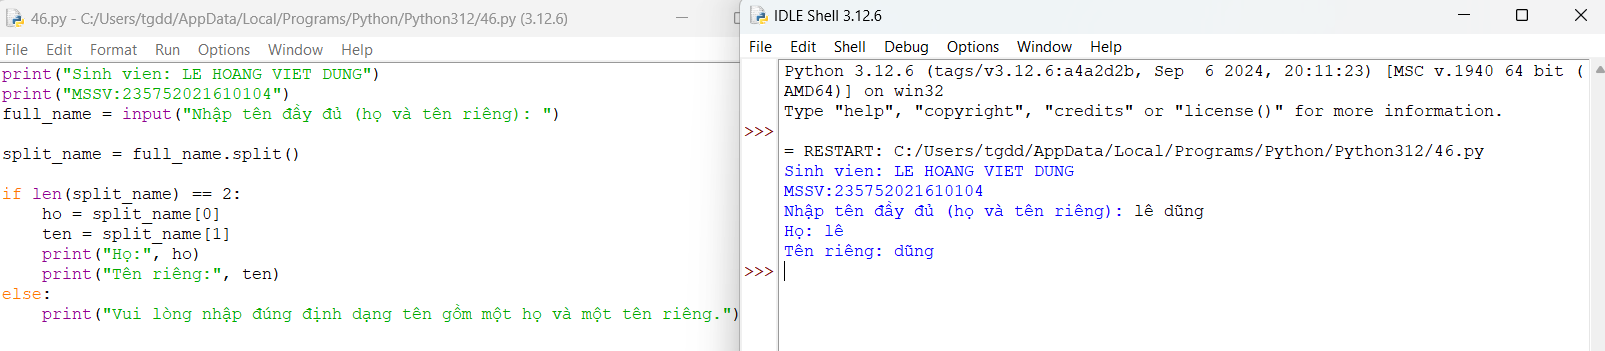 46.py - C:/Users/tgdd/AppData/Local/Programs/Python/Python312/46.py (3.12.6)
File Edit Format Run Options Window Help
print("Sinh vien: LE HOANG VIET DUNG")
print("MSSV:235752021610104")
full_name = input("Nhập tên đầy đủ (họ và tên riêng): ")
split_name = full_name.split()
if len(split_name) == 2:
    ho = split_name[0]
    ten = split_name[1]
    print("Họ:", ho)
    print("Tên riêng:", ten)
else:
    print("Vui lòng nhập đúng định dạng tên gồm một họ và một tên riêng.")
IDLE Shell 3.12.6
File Edit Shell Debug Options Window Help
Python 3.12.6 (tags/v3.12.6:a4a2d2b, Sep  6 2024, 20:11:23) [MSC v.1940 64 bit (
AMD64)] on win32
Type "help", "copyright", "credits" or "license()" for more information.
>>>
= RESTART: C:/Users/tgdd/AppData/Local/Programs/Python/Python312/46.py
Sinh vien: LE HOANG VIET DUNG
MSSV:235752021610104
Nhập tên đầy đủ (họ và tên riêng): lê dũng
Họ: lê
Tên riêng: dũng
>>>